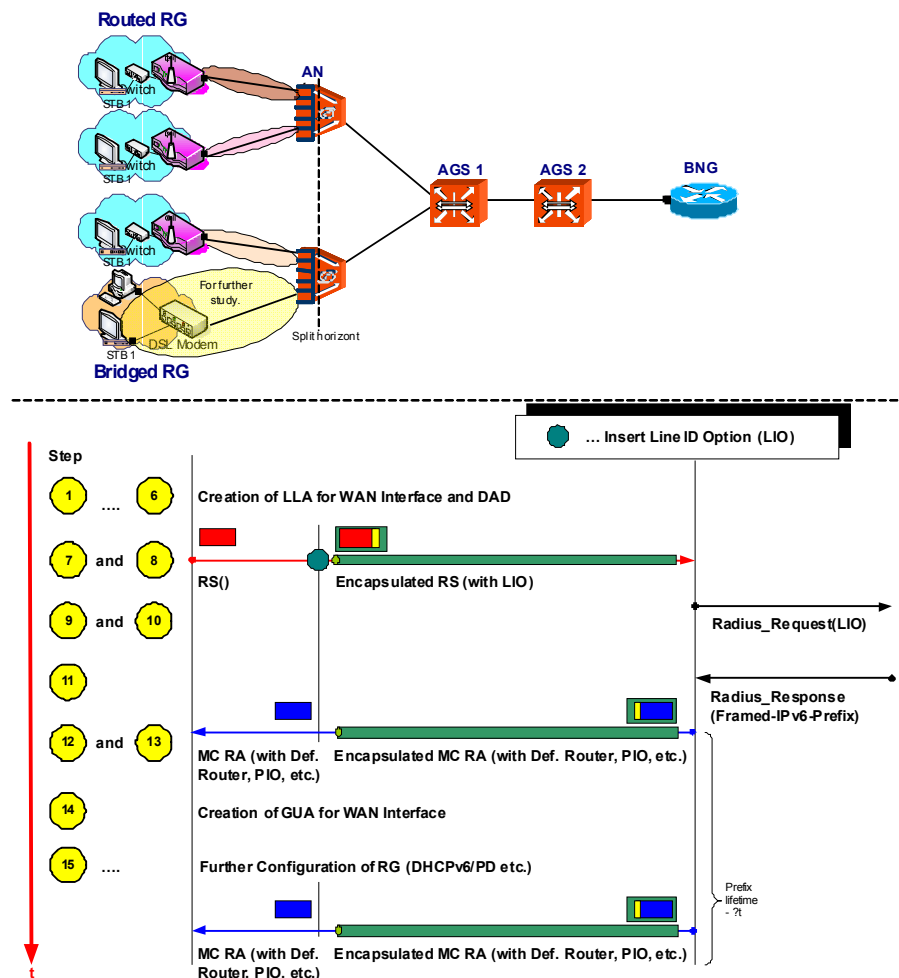 Routed RG
AN
witch
STB 1
witch
STB 1
AGS 1
AGS 2
BNG
witch
STB 1
For further
study.
STB 1
DSL Modem
Split horizont
Bridged RG
... Insert Line ID Option (LIO)
Step
1 .... 6
Creation of LLA for WAN Interface and DAD
7 and 8
RS()
Encapsulated RS (with LIO)
9 and 10
Radius_Request(LIO)
11
Radius_Response
(Framed-IPv6-Prefix)
12 and 13
MC RA (with Def.
Router, PIO, etc.)
Encapsulated MC RA (with Def. Router, PIO, etc.)
14
Creation of GUA for WAN Interface
15 ....
Further Configuration of RG (DHCPv6/PD etc.)
Prefix
lifetime
- ?t
MC RA (with Def.
Router, PIO, etc.)
Encapsulated MC RA (with Def. Router, PIO, etc.)
t